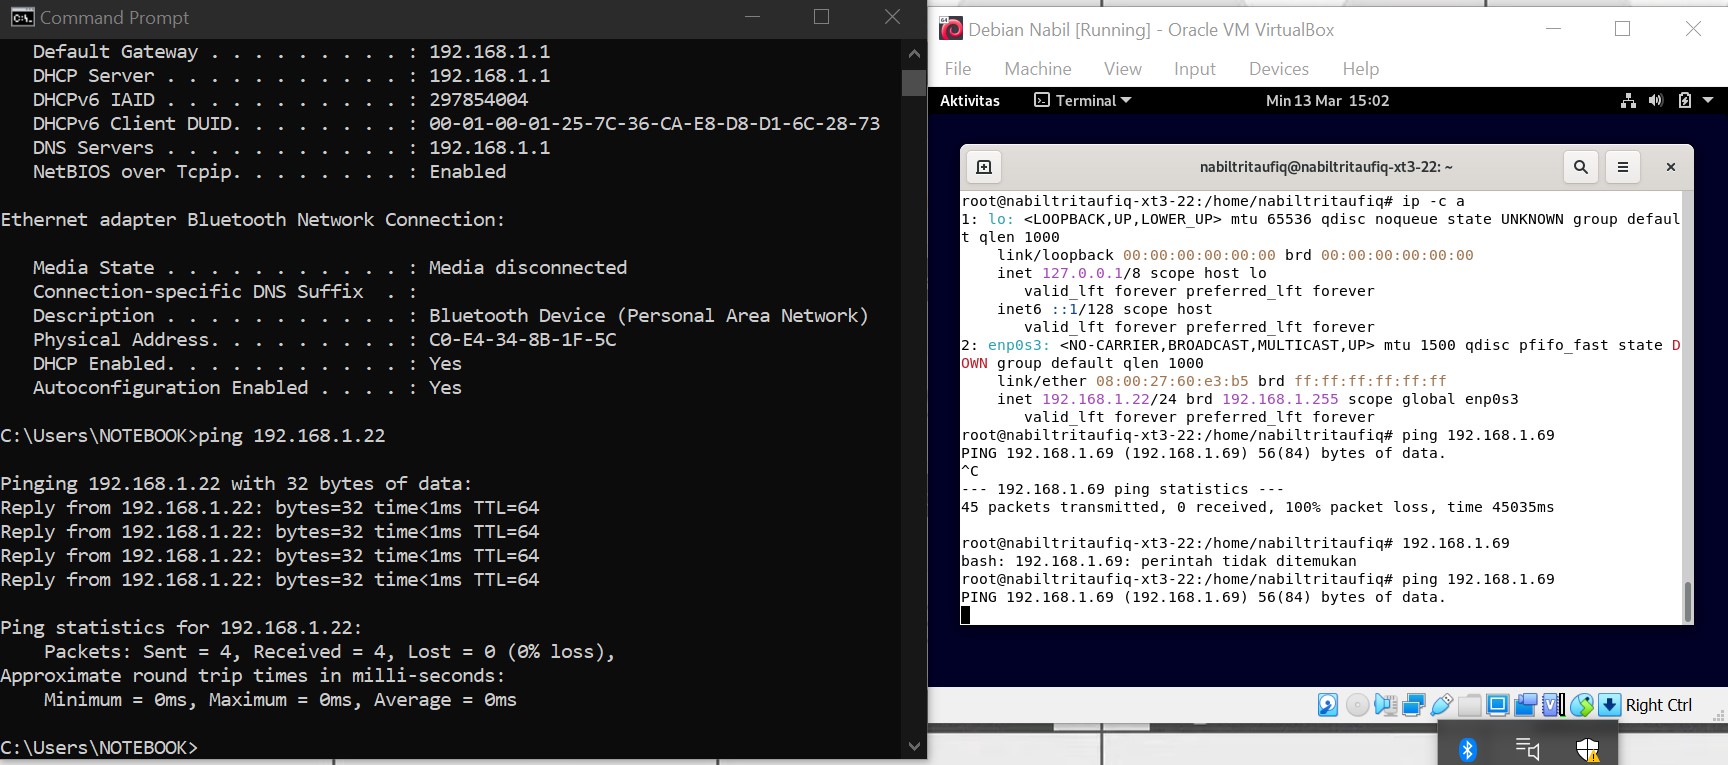 Command Prompt
Default Gateway . . . . . . . . . : 192.168.1.1
DHCP Server . . . . . . . . . . . : 192.168.1.1
DHCPv6 IAID . . . . . . . . . . . : 297854004
DHCPv6 Client DUID. . . . . . . . : 00-01-00-01-25-7C-36-CA-E8-D8-D1-6C-28-73
DNS Servers . . . . . . . . . . . : 192.168.1.1
NetBIOS over Tcpip. . . . . . . . : Enabled
Ethernet adapter Bluetooth Network Connection:
Media State . . . . . . . . . . . : Media disconnected
Connection-specific DNS Suffix  . :
Description . . . . . . . . . . . : Bluetooth Device (Personal Area Network)
Physical Address. . . . . . . . . : C0-E4-34-8B-1F-5C
DHCP Enabled. . . . . . . . . . . : Yes
Autoconfiguration Enabled . . . . : Yes
C:\Users\NOTEBOOK>ping 192.168.1.22
Pinging 192.168.1.22 with 32 bytes of data:
Reply from 192.168.1.22: bytes=32 time<1ms TTL=64
Reply from 192.168.1.22: bytes=32 time<1ms TTL=64
Reply from 192.168.1.22: bytes=32 time<1ms TTL=64
Reply from 192.168.1.22: bytes=32 time<1ms TTL=64
Ping statistics for 192.168.1.22:
Packets: Sent = 4, Received = 4, Lost = 0 (0% loss),
Approximate round trip times in milli-seconds:
Minimum = 0ms, Maximum = 0ms, Average = 0ms
C:\Users\NOTEBOOK>
Debian Nabil [Running] - Oracle VM VirtualBox
File Machine View Input Devices Help
Aktivitas Terminal Min 13 Mar 15:02
nabiltritaufiq@nabiltritaufiq-xt3-22: ~
root@nabiltritaufiq-xt3-22:/home/nabiltritaufiq# ip -c a
1: lo: <LOOPBACK,UP,LOWER_UP> mtu 65536 qdisc noqueue state UNKNOWN group defaul
t qlen 1000
link/loopback 00:00:00:00:00:00 brd 00:00:00:00:00:00
inet 127.0.0.1/8 scope host lo
valid_lft forever preferred_lft forever
inet6 ::1/128 scope host
valid_lft forever preferred_lft forever
2: enp0s3: <NO-CARRIER,BROADCAST,MULTICAST,UP> mtu 1500 qdisc pfifo_fast state D
OWN group default qlen 1000
link/ether 08:00:27:60:e3:b5 brd ff:ff:ff:ff:ff:ff
inet 192.168.1.22/24 brd 192.168.1.255 scope global enp0s3
valid_lft forever preferred_lft forever
root@nabiltritaufiq-xt3-22:/home/nabiltritaufiq# ping 192.168.1.69
PING 192.168.1.69 (192.168.1.69) 56(84) bytes of data.
^C
--- 192.168.1.69 ping statistics ---
45 packets transmitted, 0 received, 100% packet loss, time 45035ms
root@nabiltritaufiq-xt3-22:/home/nabiltritaufiq# 192.168.1.69
bash: 192.168.1.69: perintah tidak ditemukan
root@nabiltritaufiq-xt3-22:/home/nabiltritaufiq# ping 192.168.1.69
PING 192.168.1.69 (192.168.1.69) 56(84) bytes of data.
Right Ctrl